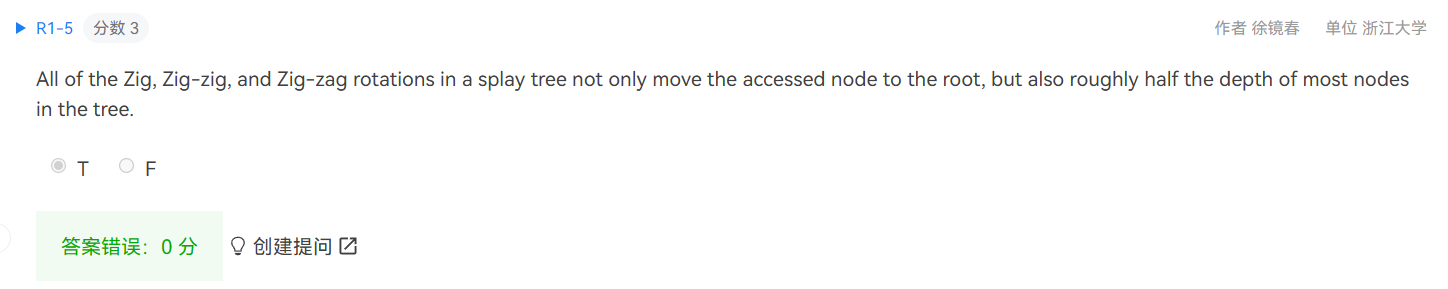 R1-5 分数 3 作者 徐镜春 单位 浙江大学
All of the Zig, Zig-zig, and Zig-zag rotations in a splay tree not only move the accessed node to the root, but also roughly half the depth of most nodes
in the tree.
T F
答案错误：0 分 创建提问